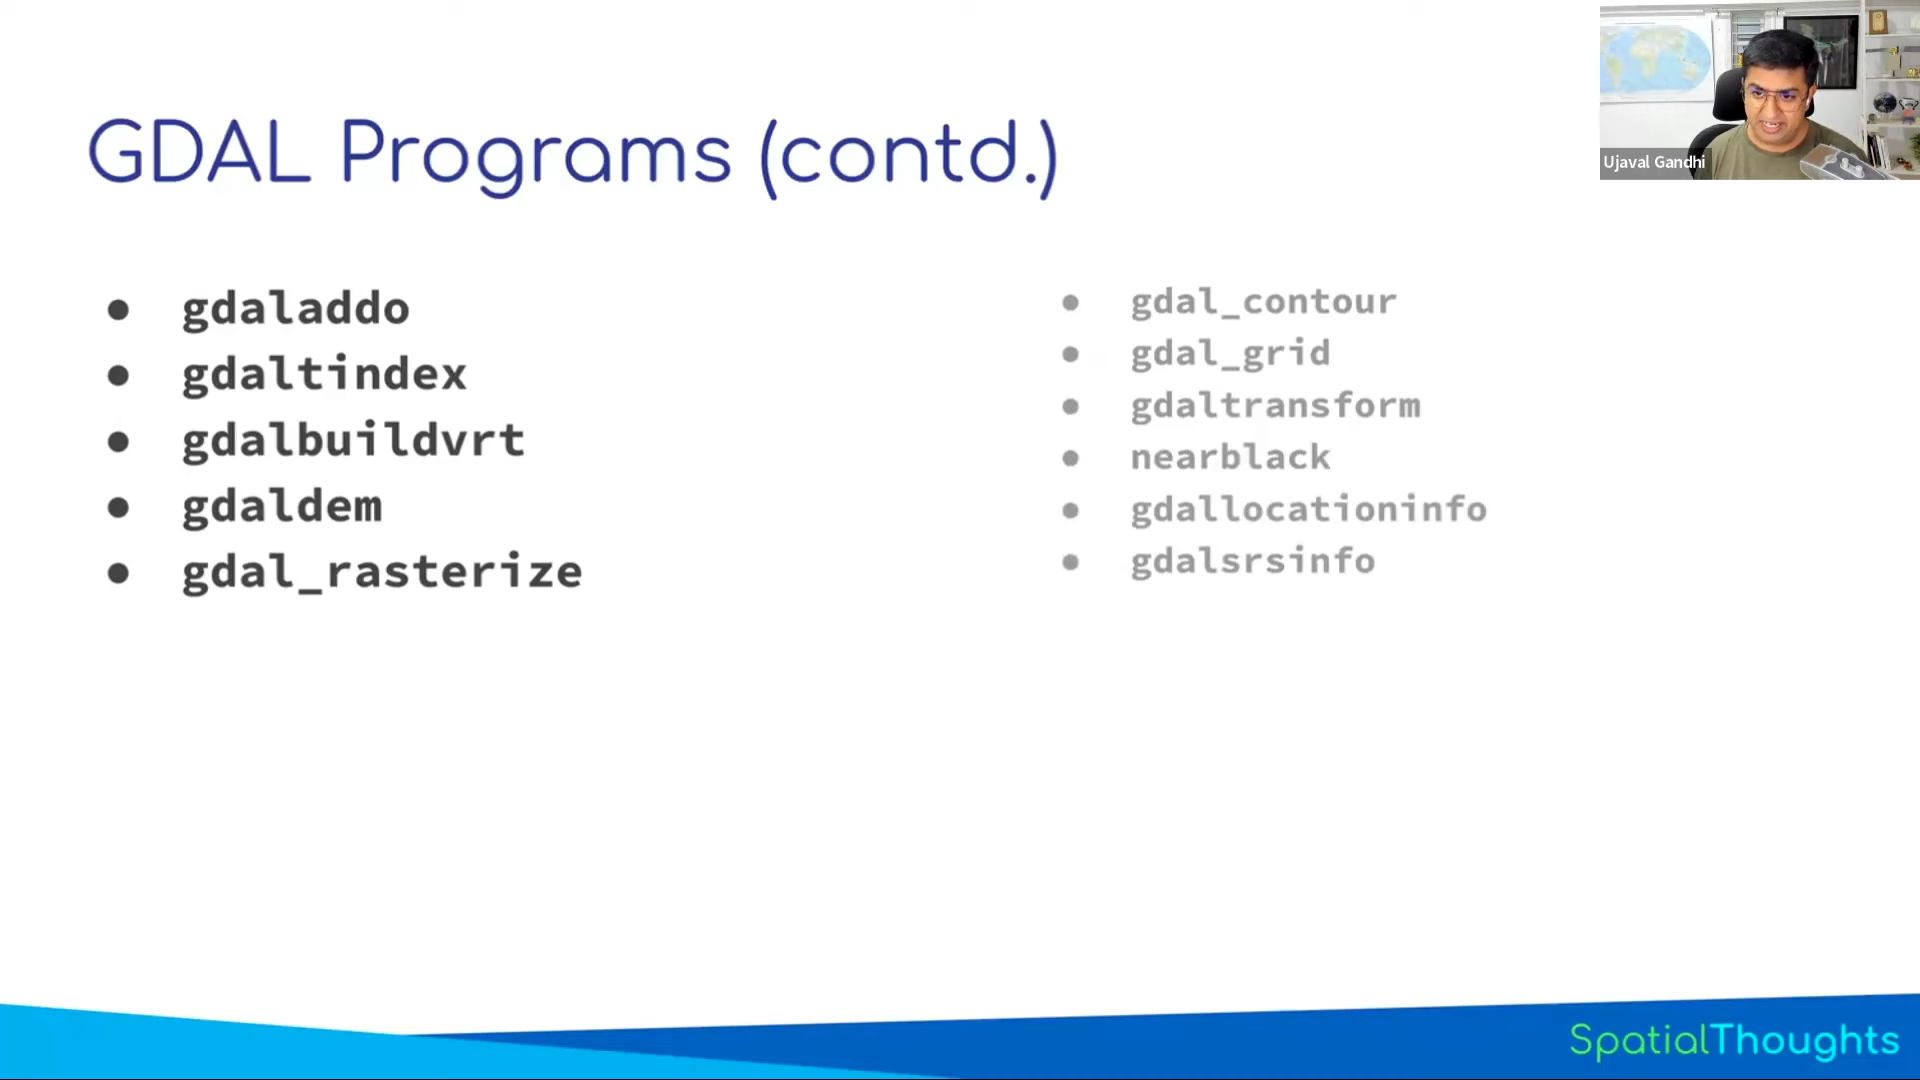 GDAL Programs (contd.)
Ujaval Gandhi
● gdaladdo
● gdaltindex
● gdalbuildvrt
● gdaldem
● gdal_rasterize
● gdal_contour
● gdal_grid
● gdaltransform
● nearblack
● gdallocationinfo
● gdalsrsinfo
SpatialThoughts